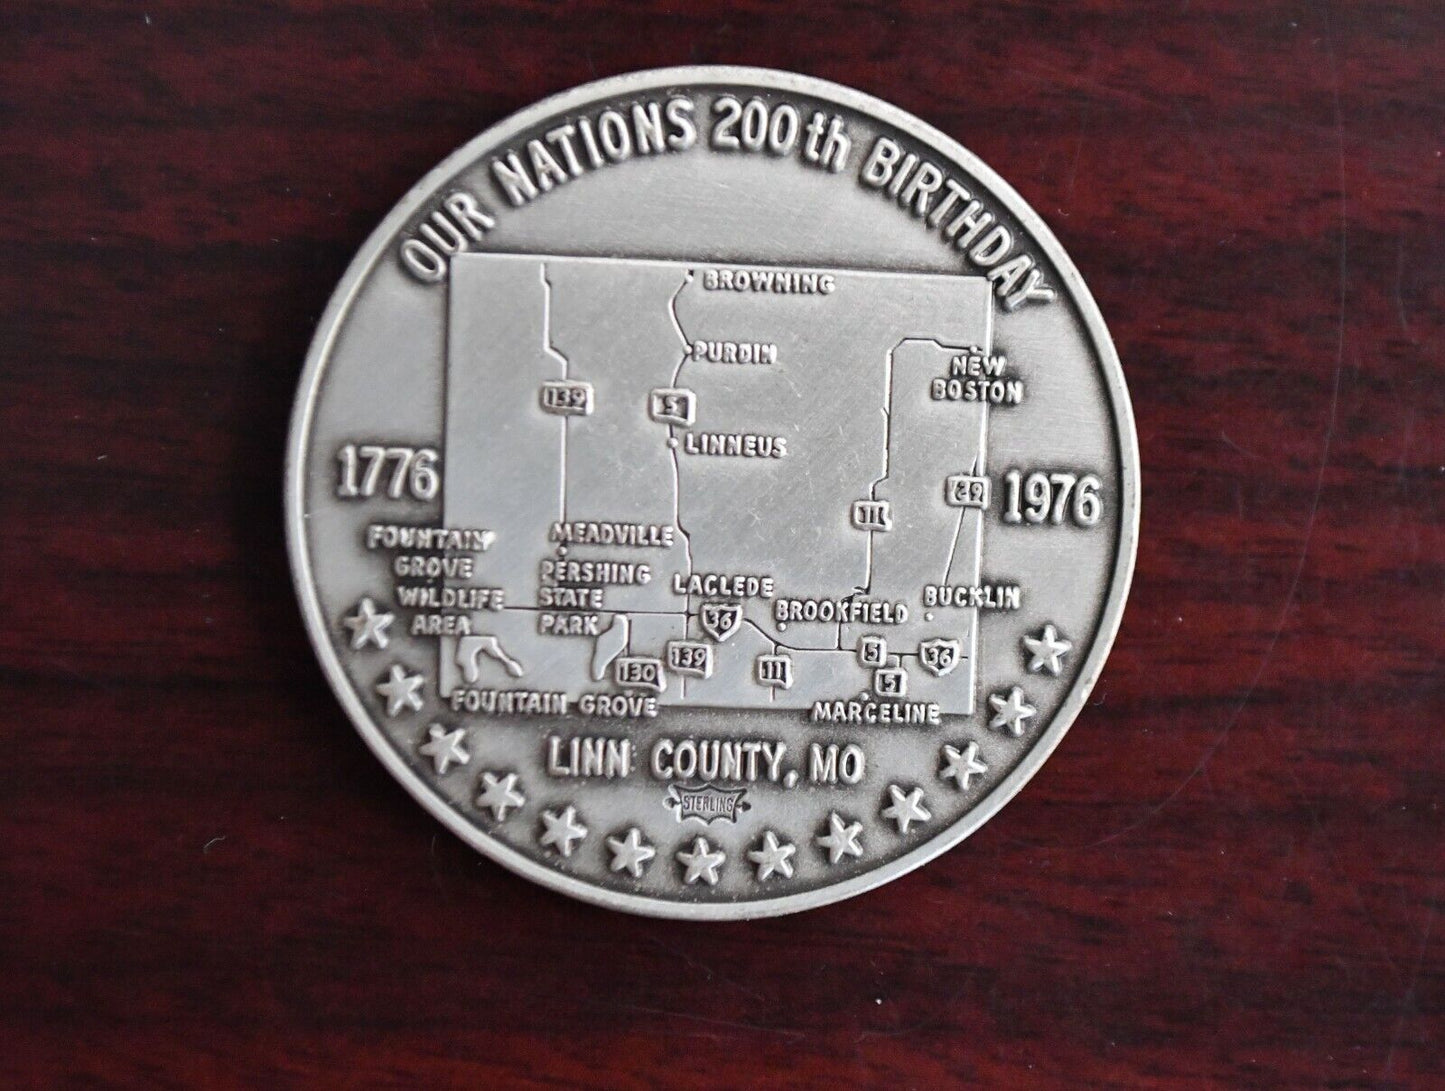 OUR NATIONS 200th BIRTHDAY
BROWNING
PURDIN
NEW
BOSTON
139
5
LINNEUS
1776
1976
11
FOUNTAIN
GROVE
WILDLIFE
AREA
MEADVILLE
PERSHING
STATE
PARK
LACLEDE
BROOKFIELD
BUCKLIN
36
139
130
11
5
36
5
FOUNTAIN GROVE
MARCELINE
LINN COUNTY, MO
STERLING